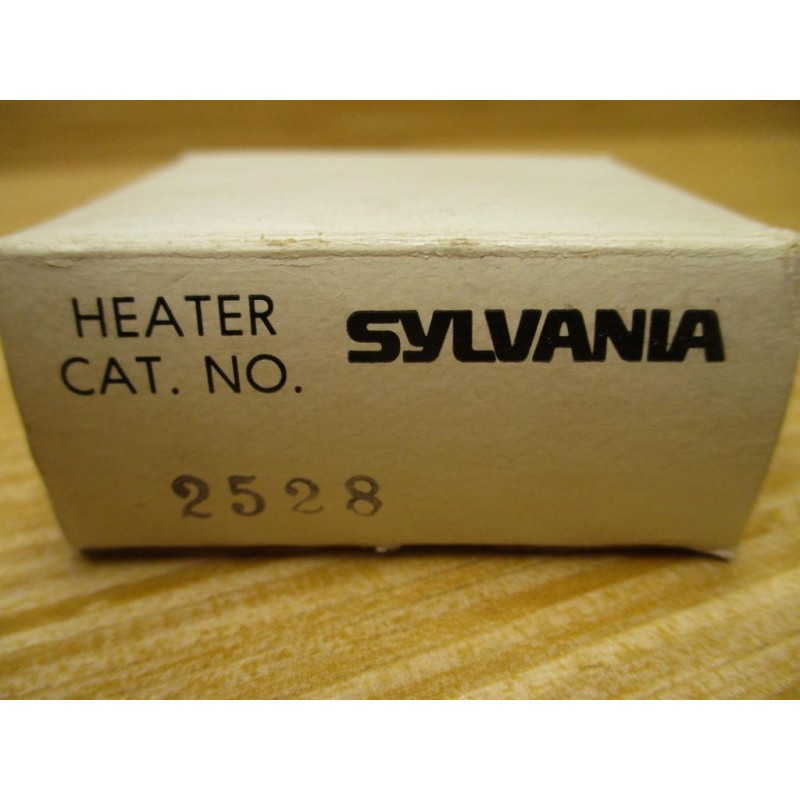 HEATER
CAT. NO.
SYLVANIA
2528